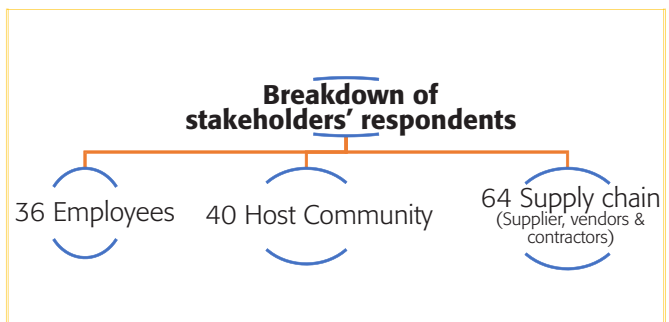 Breakdown of
stakeholders’ respondents
36 Employees
40 Host Community
64 Supply chain
(Supplier, vendors &
contractors)